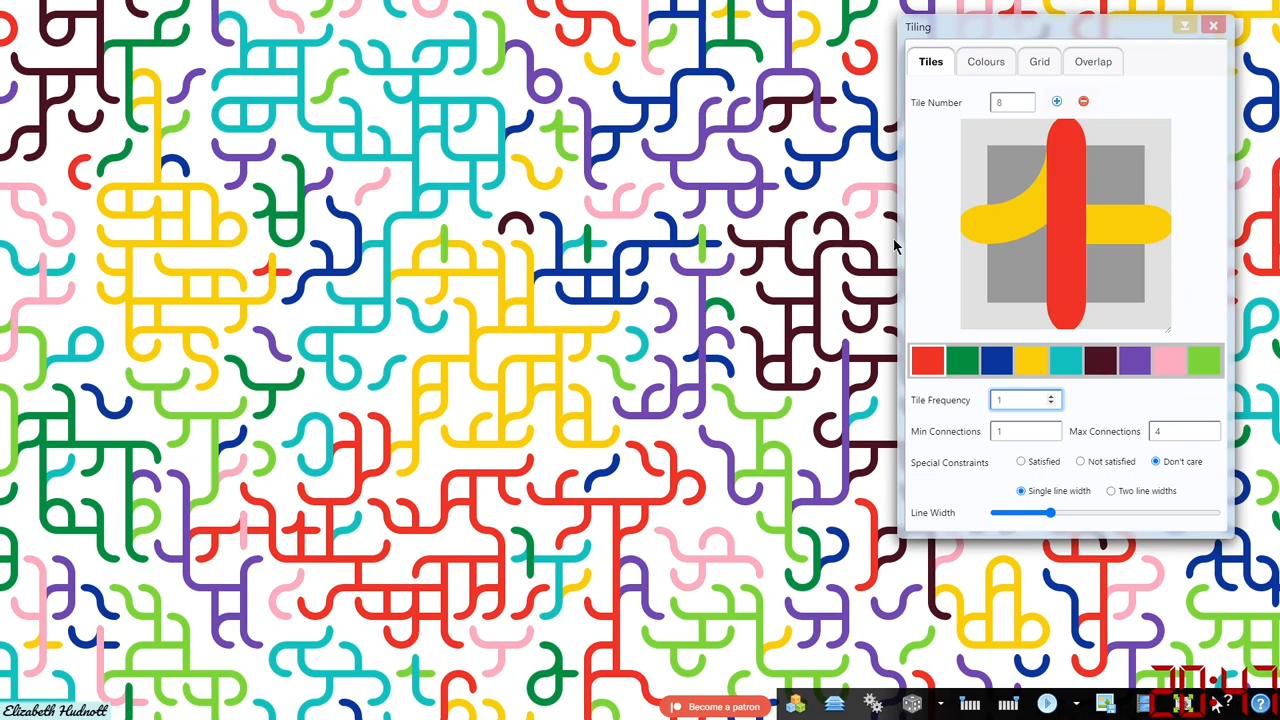 Tiling
Tiles Colours Grid Overlap
Tile Number 8
Tile Frequency 1
Min Connections 1 Max Connections 4
Special Constraints Satisfied Not satisfied Don't care
Single line width Two line widths
Line Width
Elizabeth Hudnott
Become a patron